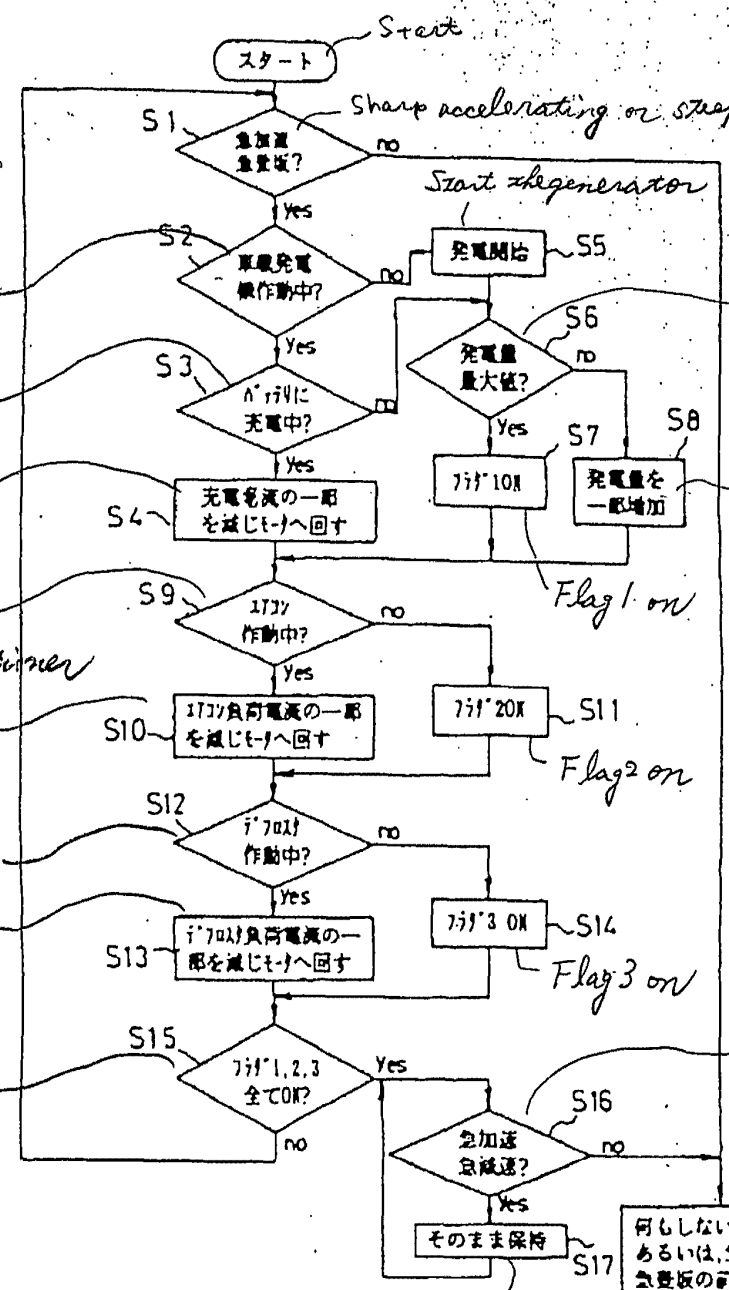 Start
スタート
S1
Sharp accelerating or steep
急加速
急登坂?
no
Yes
Start the generator
S2
車載発電
機作動中?
no
発電開始
S5
Yes
S6
発電量
最大値?
no
S3
バッテリに
充電中?
no
Yes
Yes
S7
S8
フラグ1ON
発電量を
一部増加
S4
充電電流の一部
を減じモータへ回す
Flag 1 on
S9
エアコン
作動中?
no
Yes
S10
エアコン負荷電流の一部
を減じモータへ回す
フラグ2ON
S11
Flag 2 on
S12
デフロスタ
作動中?
no
Yes
S13
デフロスタ負荷電流の一
部を減じモータへ回す
フラグ3 ON
S14
Flag 3 on
S15
フラグ1,2,3
全てON?
Yes
no
S16
急加速
急減速?
no
Yes
そのまま保持
S17
何もしない
あるいは,
急登坂の前